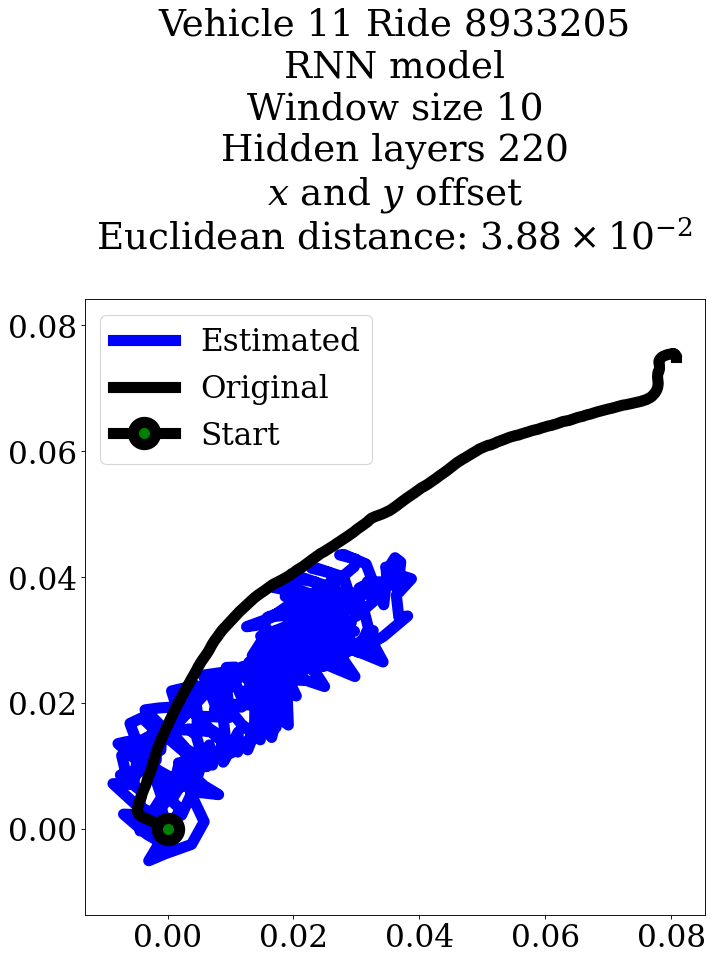 Vehicle 11 Ride 8933205
RNN model
Window size 10
Hidden layers 220
x and y offset
Euclidean distance: 3.88 × 10⁻²
Estimated
Original
Start
0.08
0.06
0.04
0.02
0.00
0.00 0.02 0.04 0.06 0.08